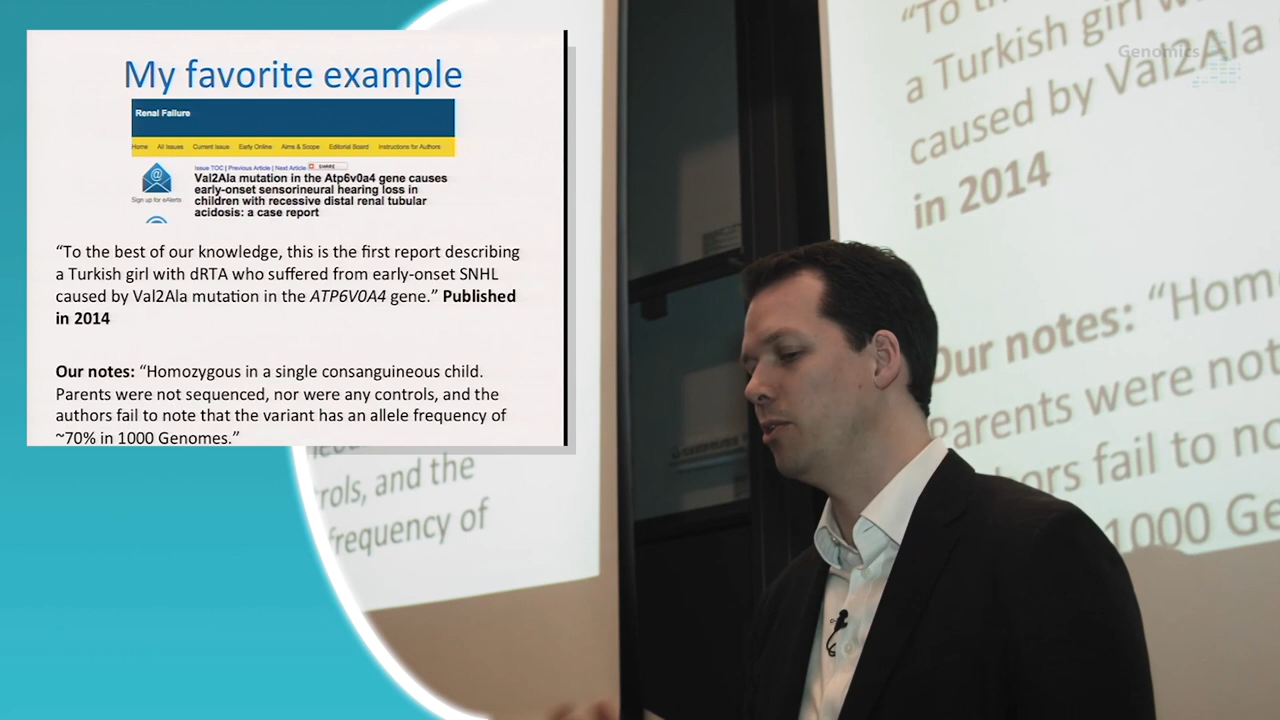 My favorite example
Renal Failure
Home All Issues Current Issue Early Online Aims & Scope Editorial Board Instructions for Authors
Issue TOC | Previous Article | Next Article SHARE
@
Sign up for eAlerts
Val2Ala mutation in the Atp6v0a4 gene causes
early-onset sensorineural hearing loss in
children with recessive distal renal tubular
acidosis: a case report
“To the best of our knowledge, this is the first report describing
a Turkish girl with dRTA who suffered from early-onset SNHL
caused by Val2Ala mutation in the ATP6V0A4 gene.” Published
in 2014
Our notes: “Homozygous in a single consanguineous child.
Parents were not sequenced, nor were any controls, and the
authors fail to note that the variant has an allele frequency of
~70% in 1000 Genomes.”
rols, and the
frequency of
“To th
a Turkish girl w
caused by Val2Ala
in 2014
Our notes: “Hom
Parents were not
ors fail to no
1000 Ge
Genomics